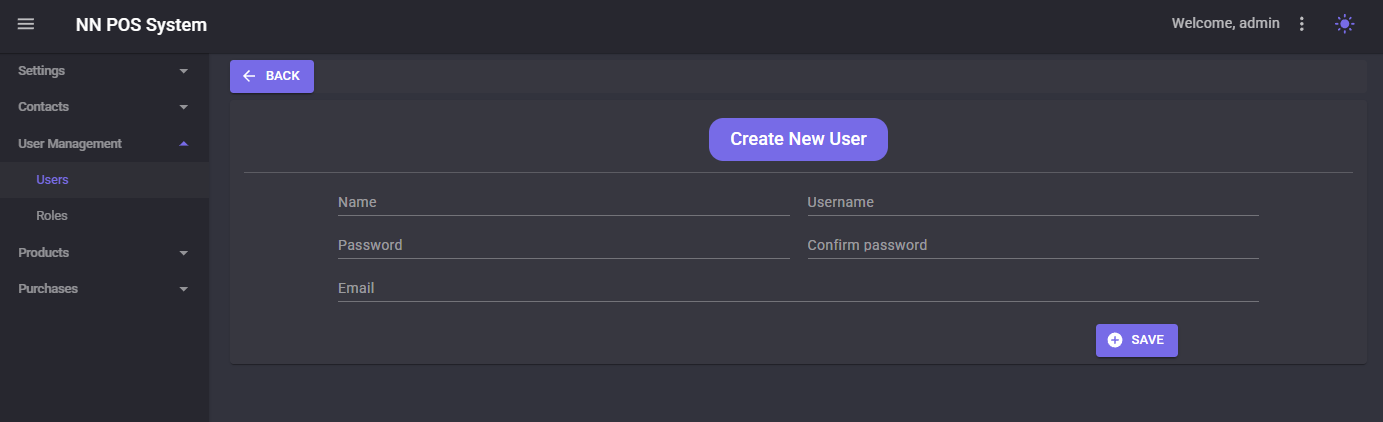 NN POS System
Welcome, admin
Settings
Contacts
User Management
Users
Roles
Products
Purchases
BACK
Create New User
Name
Username
Password
Confirm password
Email
SAVE